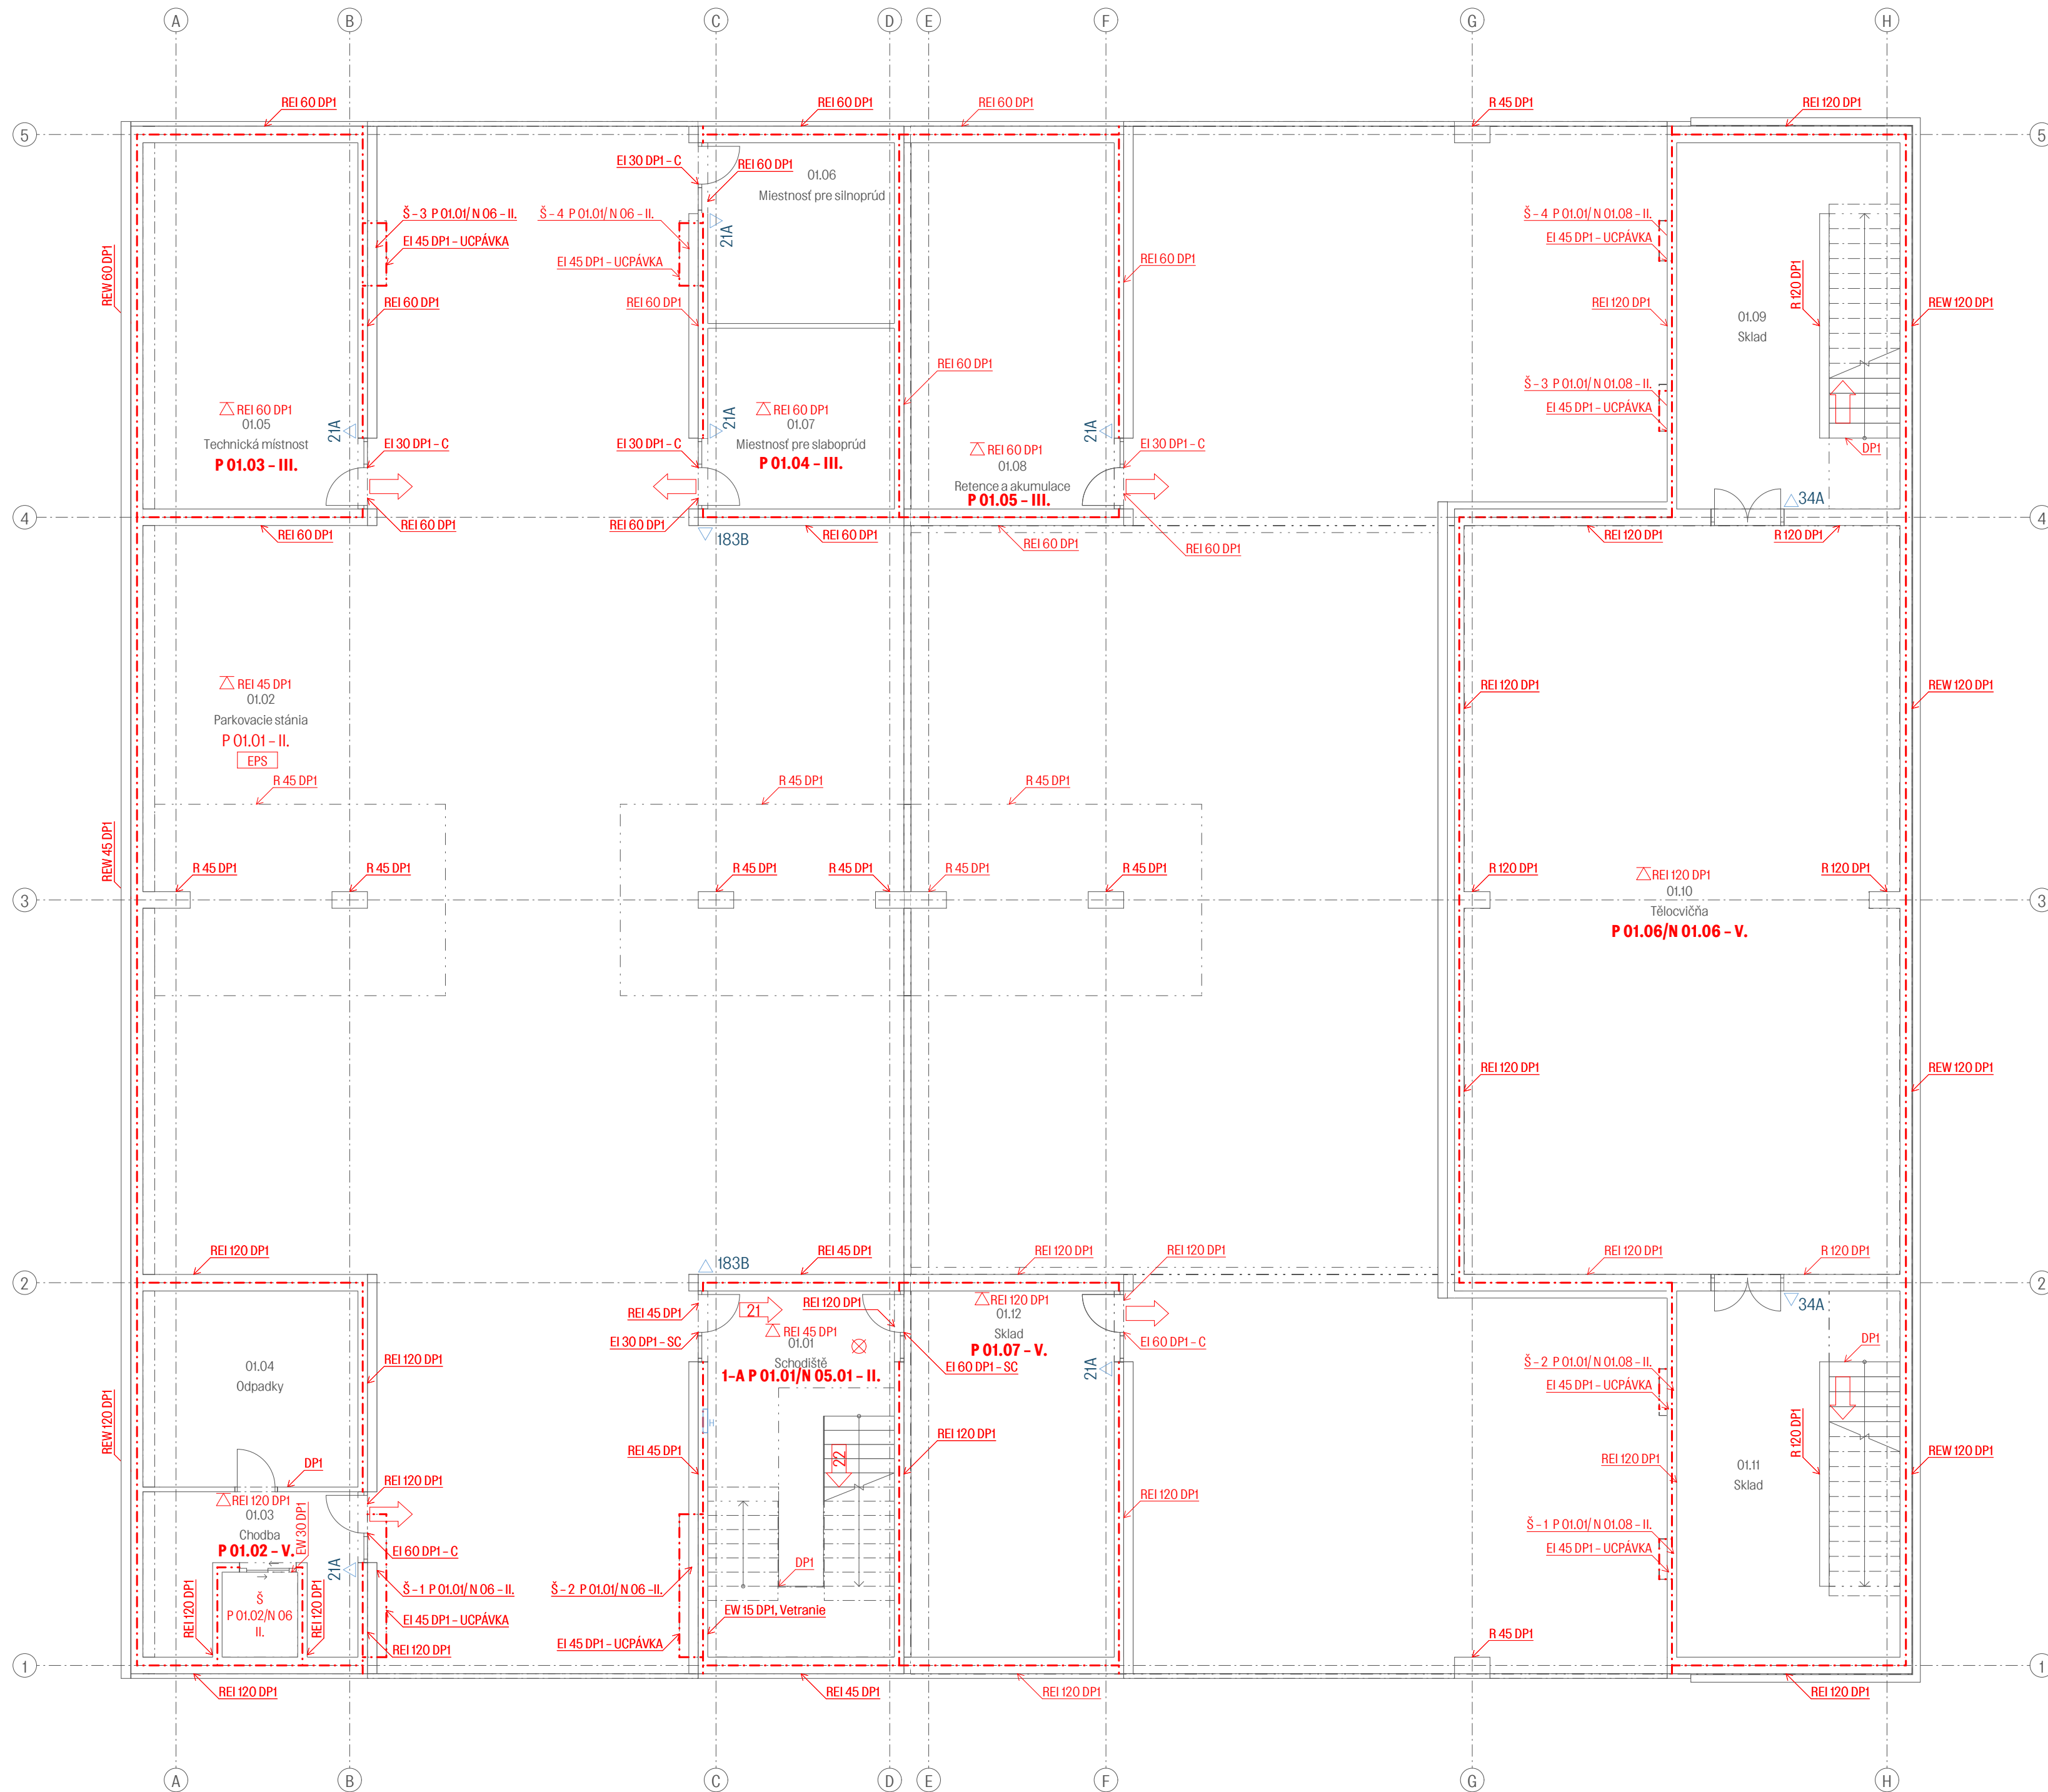 A B C D E F G H
REI 60 DP1 REI 60 DP1 REI 60 DP1 R 45 DP1 REI 120 DP1
5 5
EI 30 DP1 – C REI 60 DP1
01.06
Miestnosť pre silnoprúd
Š – 3 P 01.01/ N 06 – II. Š – 4 P 01.01/ N 06 – II. Š – 4 P 01.01/ N 01.08 – II.
EI 45 DP1 – UCPÁVKA 21A EI 45 DP1 – UCPÁVKA
EI 45 DP1 – UCPÁVKA
REI 60 DP1
REW 60 DP1
R 120 DP1
REI 60 DP1 REI 60 DP1 REI 120 DP1 REW 120 DP1
01.09
Sklad
REI 60 DP1
Š – 3 P 01.01/ N 01.08 – II.
EI 45 DP1 – UCPÁVKA
REI 60 DP1
01.05
Technická místnost
P 01.03 – III.
21A
EI 30 DP1 – C
EI 30 DP1 – C
21A
REI 60 DP1
01.07
Miestnosť pre slaboprúd
P 01.04 – III.
REI 60 DP1
01.08
Retence a akumulace
P 01.05 – III.
21A
EI 30 DP1 – C
DP1
34A
4 4
REI 60 DP1 REI 60 DP1 REI 60 DP1 183B REI 60 DP1 REI 60 DP1 REI 60 DP1 REI 120 DP1 R 120 DP1
REI 45 DP1
01.02
Parkovacie stánia
P 01.01 – II.
EPS
REI 120 DP1 REW 120 DP1
R 45 DP1 R 45 DP1 R 45 DP1
REW 45 DP1
R 45 DP1 R 45 DP1 R 45 DP1 R 45 DP1 R 45 DP1 R 45 DP1 R 120 DP1 R 120 DP1
3 3
REI 120 DP1
01.10
Tělocvičňa
P 01.06/N 01.06 – V.
REI 120 DP1 REW 120 DP1
REI 120 DP1 183B REI 45 DP1 REI 120 DP1 REI 120 DP1 REI 120 DP1 R 120 DP1
2 2
REI 45 DP1 21 REI 120 DP1
EI 30 DP1 – SC
REI 45 DP1
01.01
Schodiště
1–A P 01.01/N 05.01 – II.
REI 120 DP1
01.12
Sklad
P 01.07 – V.
EI 60 DP1 – C
EI 60 DP1 – SC
21A
34A
DP1
Š – 2 P 01.01/ N 01.08 – II.
EI 45 DP1 – UCPÁVKA
01.04
Odpadky
REI 120 DP1
REW 120 DP1
H
REI 45 DP1
22
REI 120 DP1
REI 120 DP1
01.11
Sklad
R 120 DP1
REW 120 DP1
DP1
REI 120 DP1
REI 120 DP1
01.03
Chodba
P 01.02 – V.
EW 30 DP1
EI 60 DP1 – C
21A
REI 120 DP1
Š – 1 P 01.01/ N 01.08 – II.
EI 45 DP1 – UCPÁVKA
Š – 1 P 01.01/ N 06 – II. Š – 2 P 01.01/ N 06 –II. DP1
Š
P 01.02/N 06
II.
REI 120 DP1
REI 120 DP1
EI 45 DP1 – UCPÁVKA
EW 15 DP1, Vetranie
REI 120 DP1
EI 45 DP1 – UCPÁVKA
R 45 DP1
1 1
REI 120 DP1 REI 45 DP1 REI 120 DP1 REI 120 DP1
A B C D E F G H